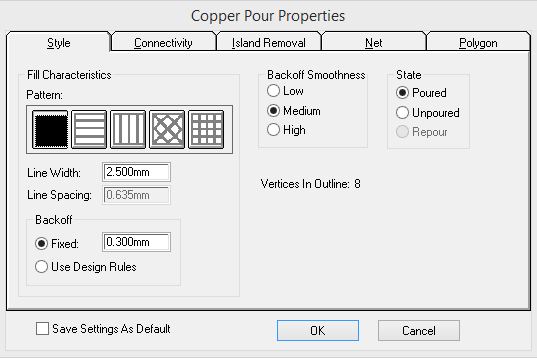 Copper Pour Properties
Style Connectivity Island Removal Net Polygon
Fill Characteristics
Pattern:
Line Width: 2.500mm
Line Spacing: 0.635mm
Backoff
Fixed: 0.300mm
Use Design Rules
Backoff Smoothness
Low
Medium
High
State
Poured
Unpoured
Repour
Vertices In Outline: 8
Save Settings As Default
OK
Cancel